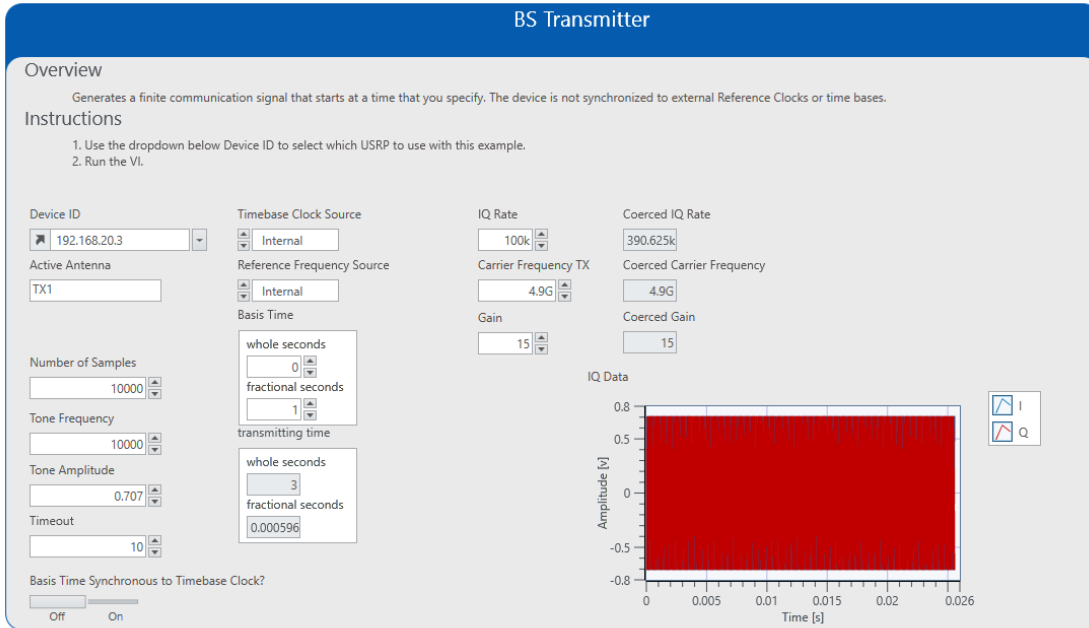 BS Transmitter
Overview
Generates a finite communication signal that starts at a time that you specify. The device is not synchronized to external Reference Clocks or time bases.
Instructions
1. Use the dropdown below Device ID to select which USRP to use with this example.
2. Run the VI.
Device ID
192.168.20.3
Active Antenna
TX1
Number of Samples
10000
Tone Frequency
10000
Tone Amplitude
0.707
Timeout
10
Basis Time Synchronous to Timebase Clock?
Off On
Timebase Clock Source
Internal
Reference Frequency Source
Internal
Basis Time
whole seconds
0
fractional seconds
1
transmitting time
whole seconds
3
fractional seconds
0.000596
IQ Rate
100k
Carrier Frequency TX
4.9G
Gain
15
Coerced IQ Rate
390.625k
Coerced Carrier Frequency
4.9G
Coerced Gain
15
IQ Data
I
Q
Amplitude [v]
0.8
0.5
0
-0.5
-0.8
0 0.005 0.01 0.015 0.02 0.026
Time [s]